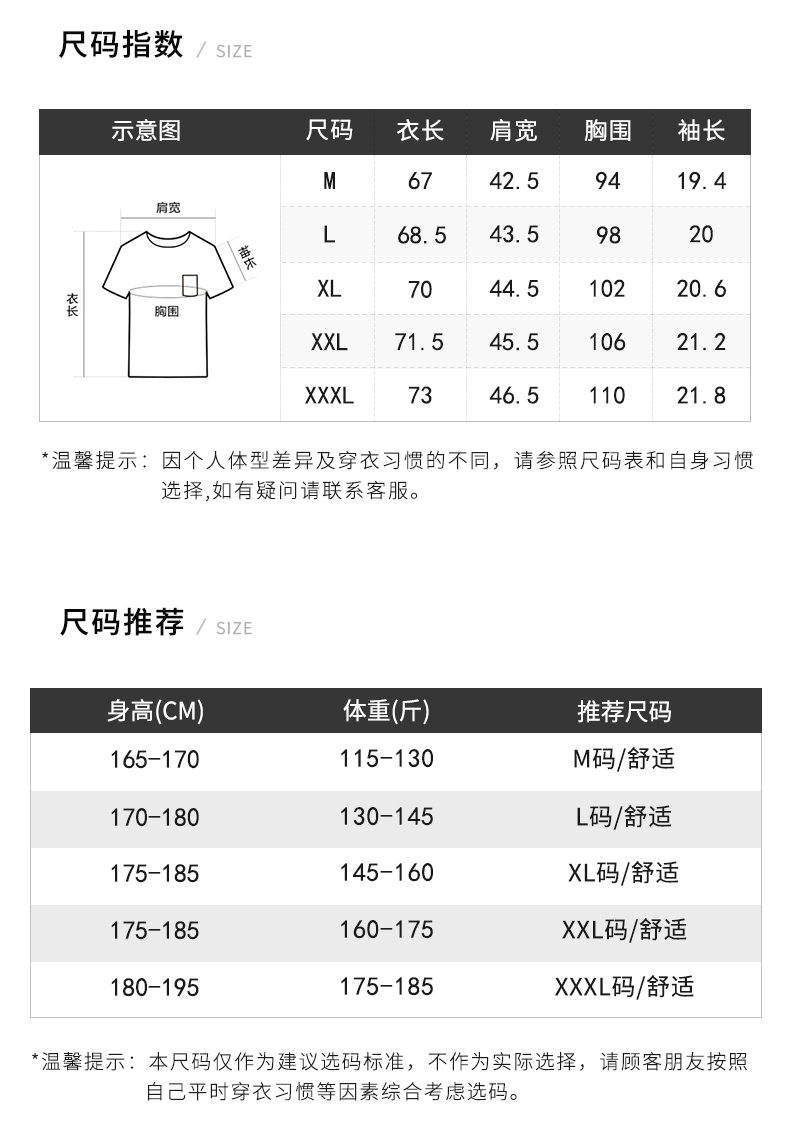 尺码指数 / SIZE
示意图 尺码 衣长 肩宽 胸围 袖长
M 67 42.5 94 19.4
L 68.5 43.5 98 20
XL 70 44.5 102 20.6
XXL 71.5 45.5 106 21.2
XXXL 73 46.5 110 21.8
肩宽
袖长
衣长
胸围
*温馨提示：因个人体型差异及穿衣习惯的不同，请参照尺码表和自身习惯
选择,如有疑问请联系客服。
尺码推荐 / SIZE
身高(CM) 体重(斤) 推荐尺码
165-170 115-130 M码/舒适
170-180 130-145 L码/舒适
175-185 145-160 XL码/舒适
175-185 160-175 XXL码/舒适
180-195 175-185 XXXL码/舒适
*温馨提示：本尺码仅作为建议选码标准，不作为实际选择，请顾客朋友按照
自己平时穿衣习惯等因素综合考虑选码。